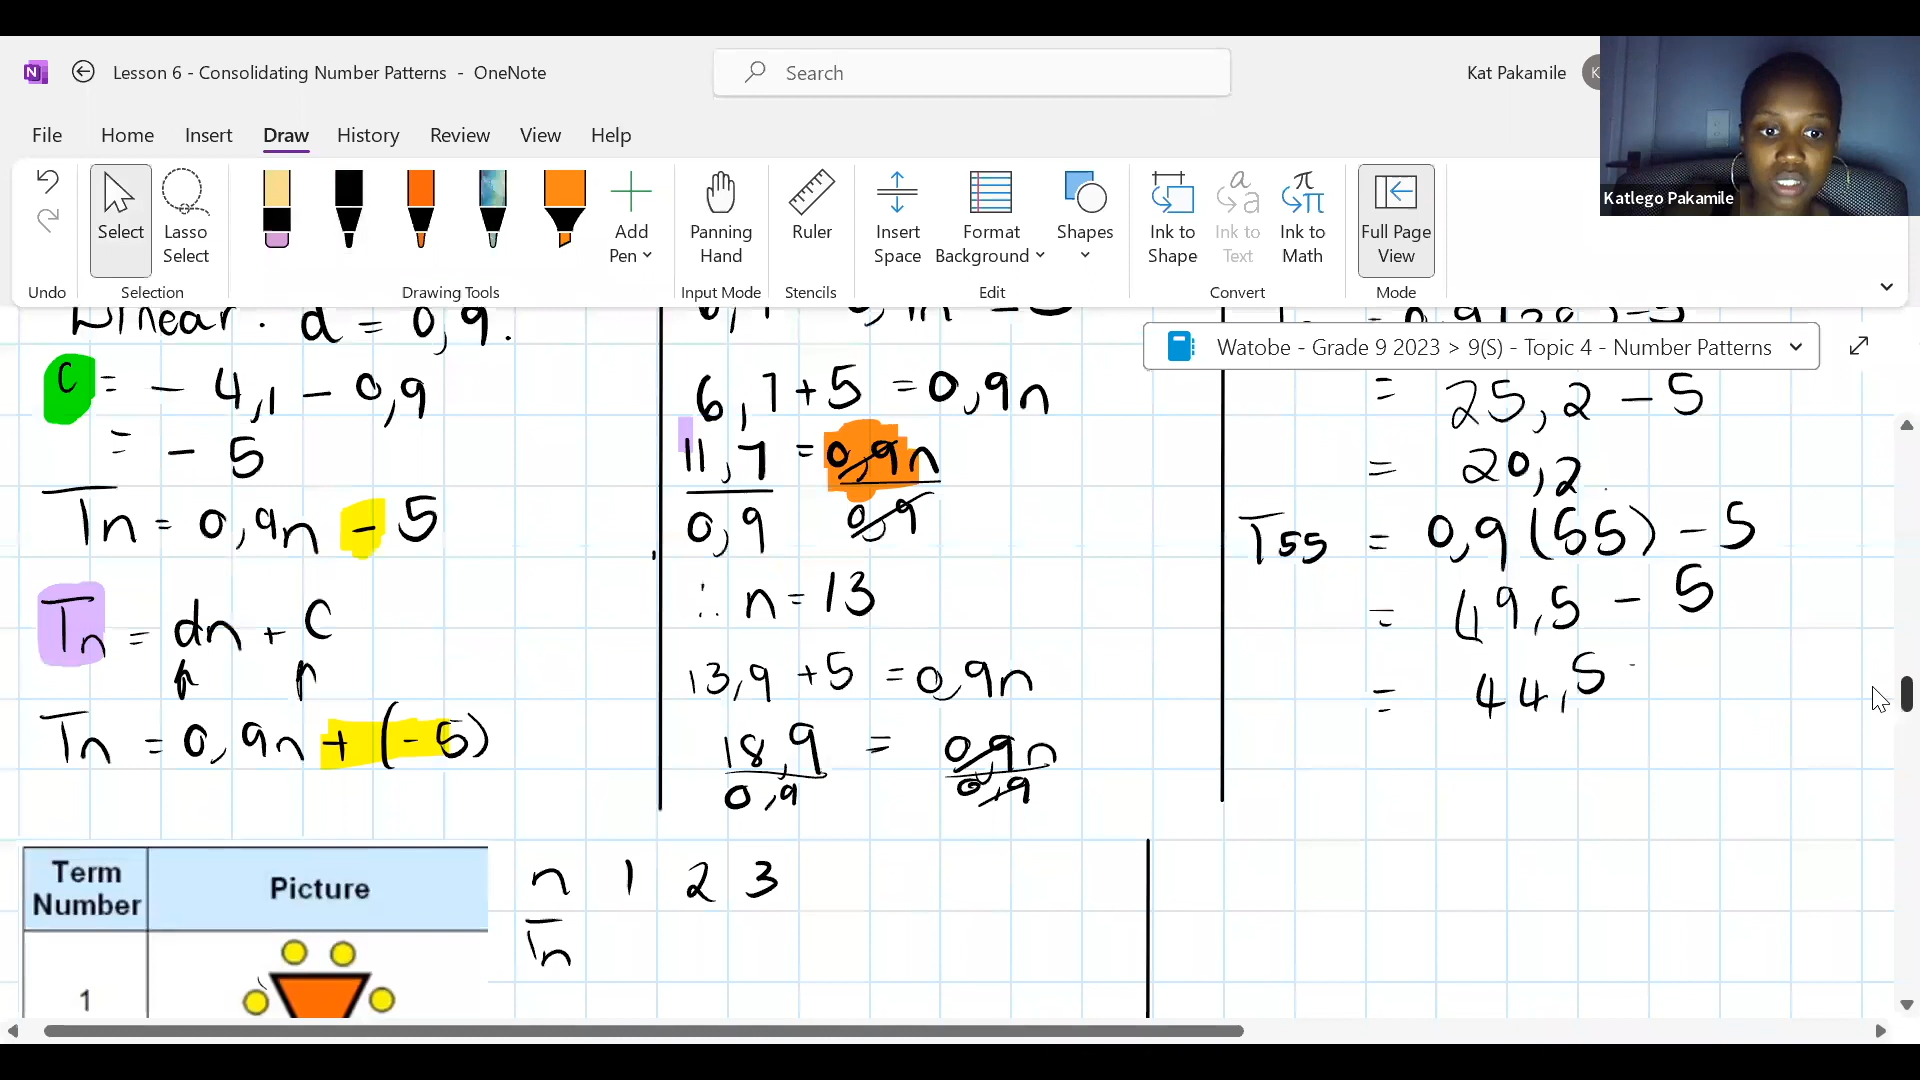 Lesson 6 - Consolidating Number Patterns - OneNote
Search
Kat Pakamile
K
Katlego Pakamile
File Home Insert Draw History Review View Help
Select
Lasso Select
Add Pen
Panning Hand
Ruler
Insert Space
Format Background
Shapes
Ink to Shape
Ink to Text
Ink to Math
Full Page View
Undo Selection Drawing Tools Input Mode Stencils Edit Convert Mode
Watobe - Grade 9 2023 > 9(S) - Topic 4 - Number Patterns
Linear. d = 0,9.
C = - 4,1 - 0,9
= - 5
Tn = 0,9n - 5
Tn = dn + C
Tn = 0,9n + (-5)
6,7 + 5 = 0,9n
11,7 = 0,9n
0,9 0,9
∴ n = 13
13,9 + 5 = 0,9n
18,9 = 0,9n
0,9 0,9
= 25,2 - 5
= 20,2
T55 = 0,9(55) - 5
= 49,5 - 5
= 44,5
Term Number Picture
1
n 1 2 3
Tn